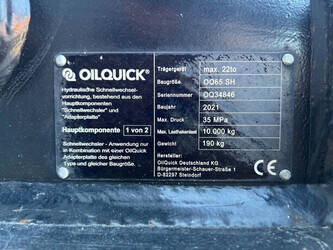 OILQUICK®
Hydraulische Schnellwechsel-
vorrichtung, bestehend aus den
Hauptkomponenten
"Schnellwechsler" und
"Adapterplatte"
Hauptkomponente 1 von 2
Schnellwechsler - Anwendung nur
in Kombination mit einer OilQuick
Adapterplatte des gleichen
Typs und gleicher Baugröße.
Trägergerät max. 22to
Baugröße OQ65 SH
Seriennummer DQ34846
Baujahr 2021
Max. Druck 35 MPa
Max. Lasthakenlast 10.000 kg
Gewicht 190 kg
Hersteller:
OilQuick Deutschland KG
Bürgermeister-Schauer-Straße 1
D-82297 Steindorf
CE